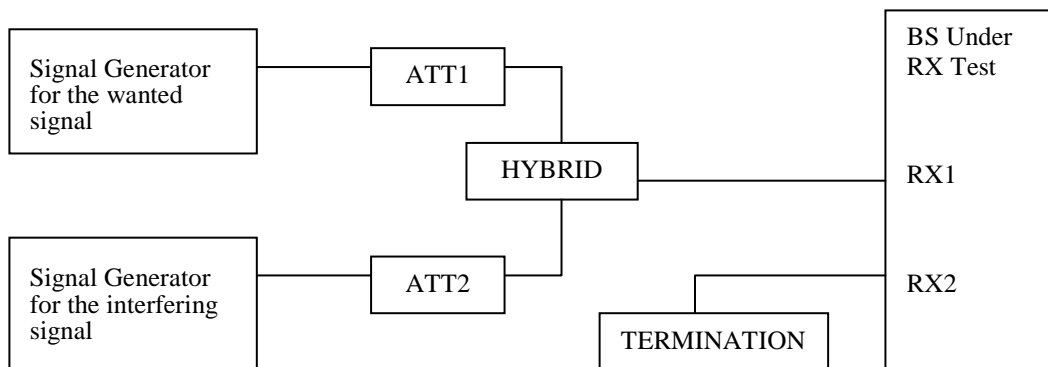 Signal Generator
for the wanted
signal
ATT1
HYBRID
BS Under
RX Test
RX1
Signal Generator
for the interfering
signal
ATT2
RX2
TERMINATION